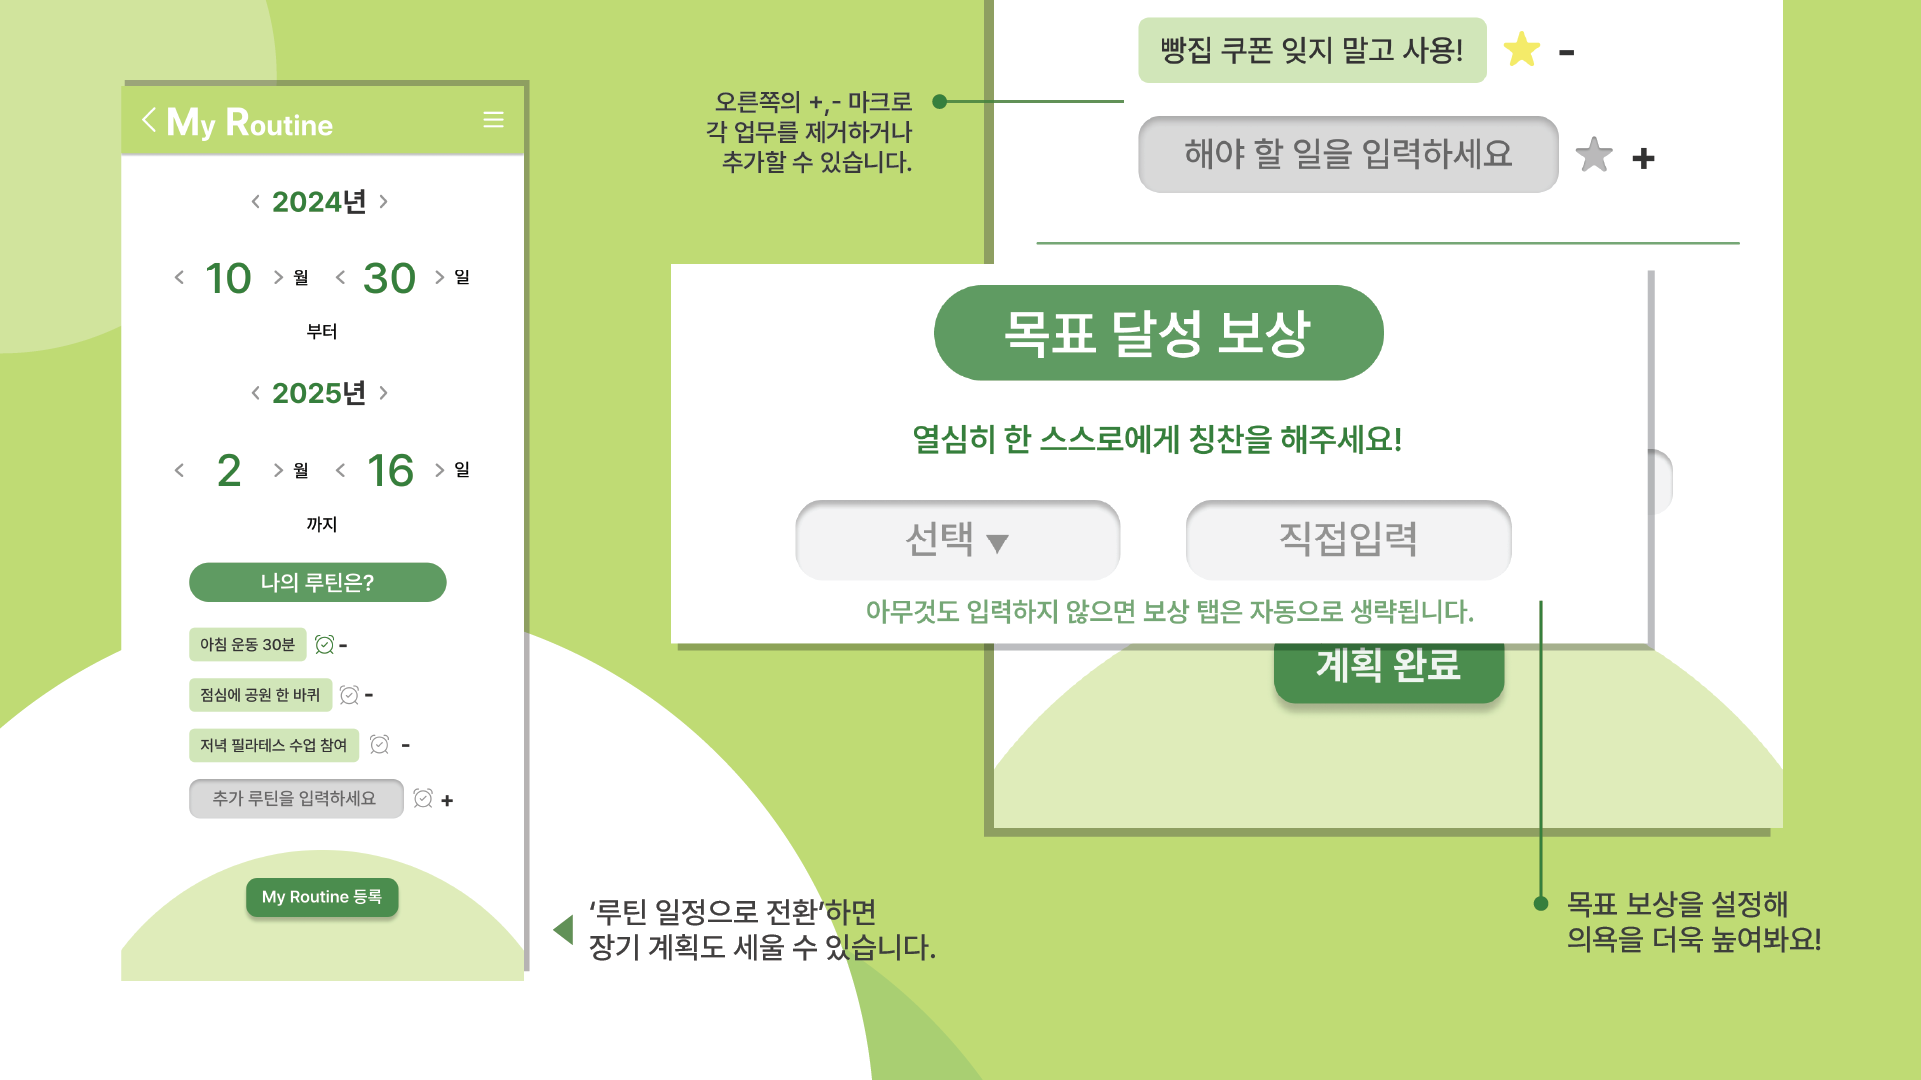 My Routine
2024년
10 월 30 일
부터
2025년
2 월 16 일
까지
나의 루틴은?
아침 운동 30분 -
점심에 공원 한 바퀴 -
저녁 필라테스 수업 참여 -
추가 루틴을 입력하세요 +
My Routine 등록
‘루틴 일정으로 전환’하면
장기 계획도 세울 수 있습니다.
오른쪽의 +,- 마크로
각 업무를 제거하거나
추가할 수 있습니다.
빵집 쿠폰 잊지 말고 사용! -
해야 할 일을 입력하세요 +
목표 달성 보상
열심히 한 스스로에게 칭찬을 해주세요!
선택 ▼
직접입력
아무것도 입력하지 않으면 보상 탭은 자동으로 생략됩니다.
계획 완료
목표 보상을 설정해
의욕을 더욱 높여봐요!